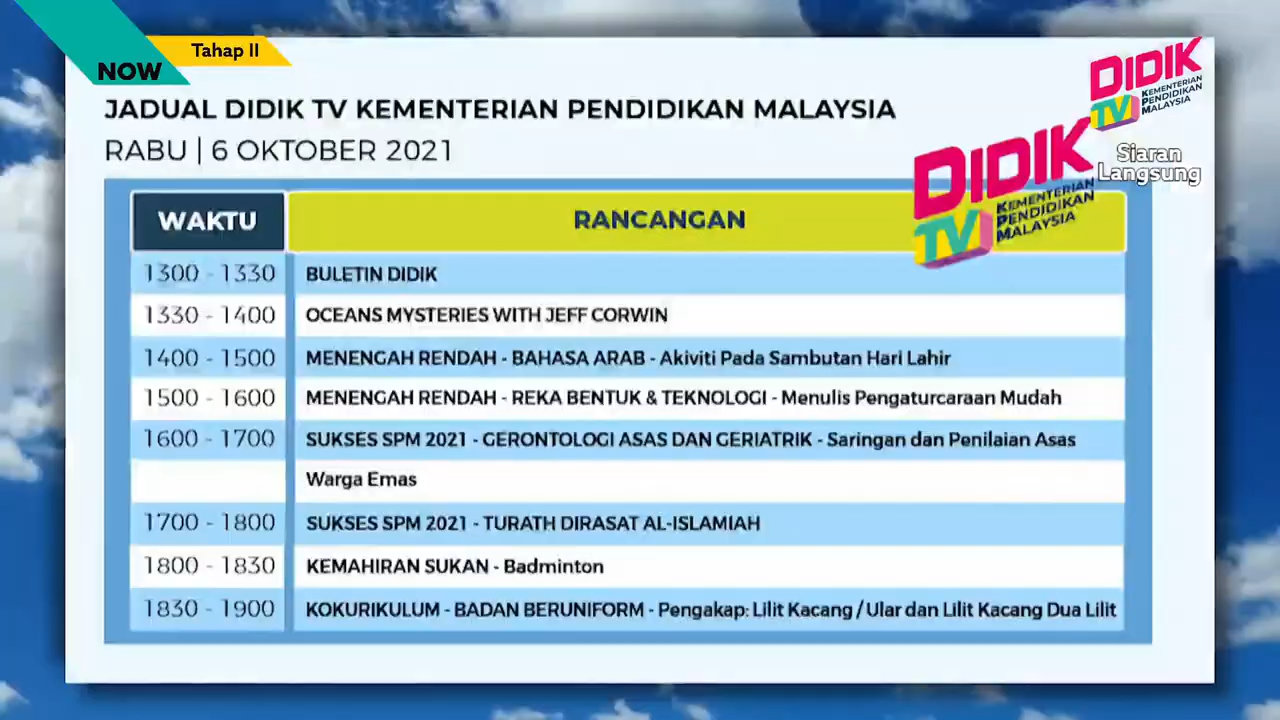 NOW
Tahap II
DIDIK
TV
KEMENTERIAN
PENDIDIKAN
MALAYSIA
Siaran
Langsung
JADUAL DIDIK TV KEMENTERIAN PENDIDIKAN MALAYSIA
RABU | 6 OKTOBER 2021
DIDIK
TV
KEMENTERIAN
PENDIDIKAN
MALAYSIA
WAKTU RANCANGAN
1300 - 1330 BULETIN DIDIK
1330 - 1400 OCEANS MYSTERIES WITH JEFF CORWIN
1400 - 1500 MENENGAH RENDAH - BAHASA ARAB - Akiviti Pada Sambutan Hari Lahir
1500 - 1600 MENENGAH RENDAH - REKA BENTUK & TEKNOLOGI - Menulis Pengaturcaraan Mudah
1600 - 1700 SUKSES SPM 2021 - GERONTOLOGI ASAS DAN GERIATRIK - Saringan dan Penilaian Asas
Warga Emas
1700 - 1800 SUKSES SPM 2021 - TURATH DIRASAT AL-ISLAMIAH
1800 - 1830 KEMAHIRAN SUKAN - Badminton
1830 - 1900 KOKURIKULUM - BADAN BERUNIFORM - Pengakap: Lilit Kacang / Ular dan Lilit Kacang Dua Lilit